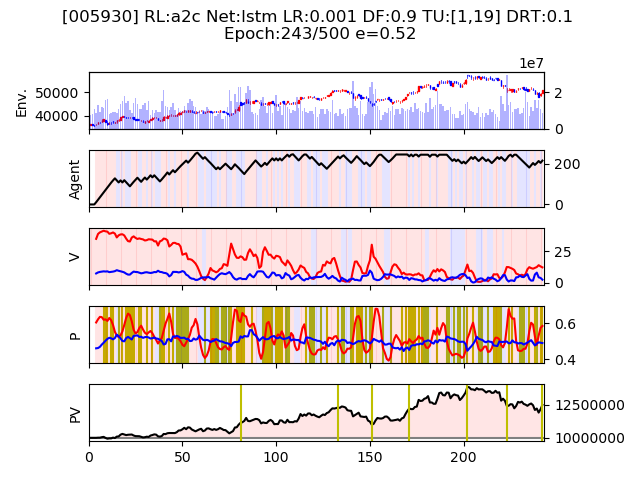 [005930] RL:a2c Net:lstm LR:0.001 DF:0.9 TU:[1,19] DRT:0.1
Epoch:243/500 e=0.52
1e7
Env.
50000
40000
2
0
Agent
200
0
V
25
0
P
0.6
0.4
PV
12500000
10000000
0 50 100 150 200